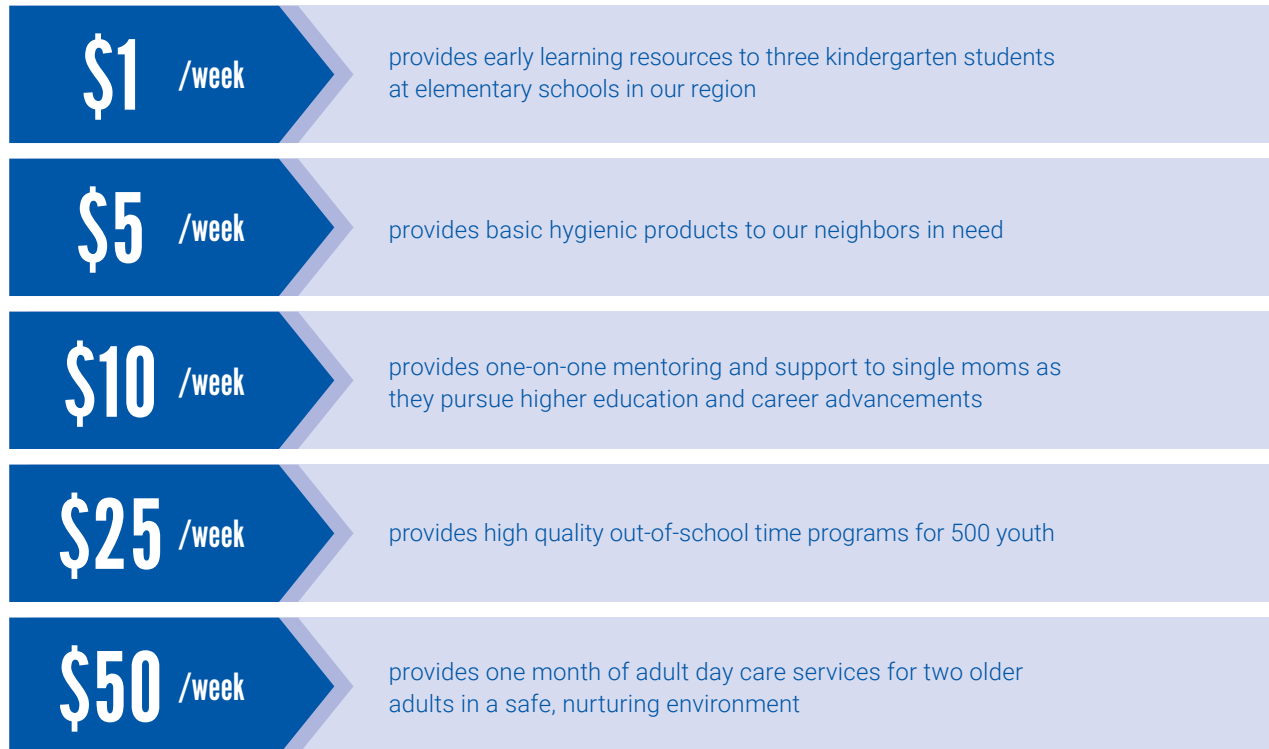 $1 /week
provides early learning resources to three kindergarten students
at elementary schools in our region
$5 /week
provides basic hygienic products to our neighbors in need
$10 /week
provides one-on-one mentoring and support to single moms as
they pursue higher education and career advancements
$25 /week
provides high quality out-of-school time programs for 500 youth
$50 /week
provides one month of adult day care services for two older
adults in a safe, nurturing environment